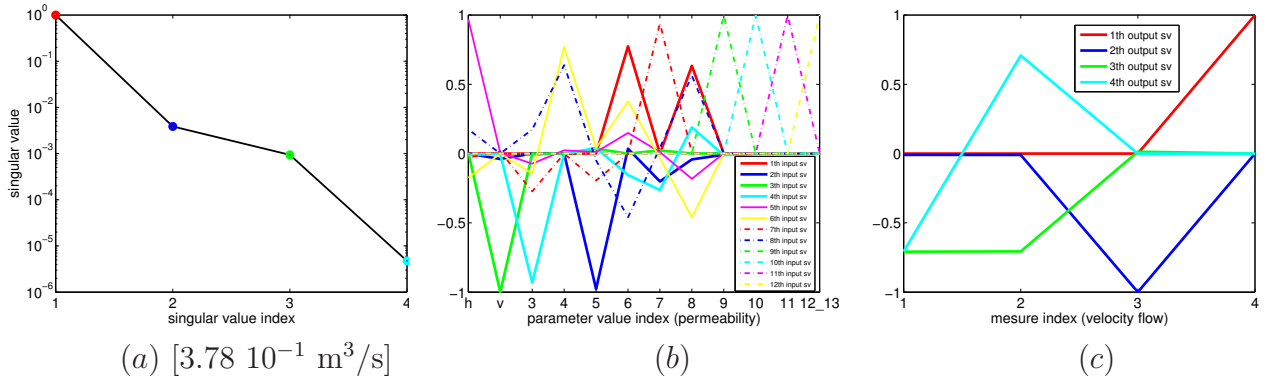 10⁰
10⁻¹
10⁻²
10⁻³
10⁻⁴
10⁻⁵
10⁻⁶
singular value
1 2 3 4
singular value index
(a) [3.78 10⁻¹ m³/s]
1
0.5
0
−0.5
−1
1th input sv
2th input sv
3th input sv
4th input sv
5th input sv
6th input sv
7th input sv
8th input sv
9th input sv
10th input sv
11th input sv
12th input sv
h v 3 4 5 6 7 8 9 10 11 12_13
parameter value index (permeability)
(b)
1
0.5
0
−0.5
−1
1th output sv
2th output sv
3th output sv
4th output sv
1 2 3 4
mesure index (velocity flow)
(c)